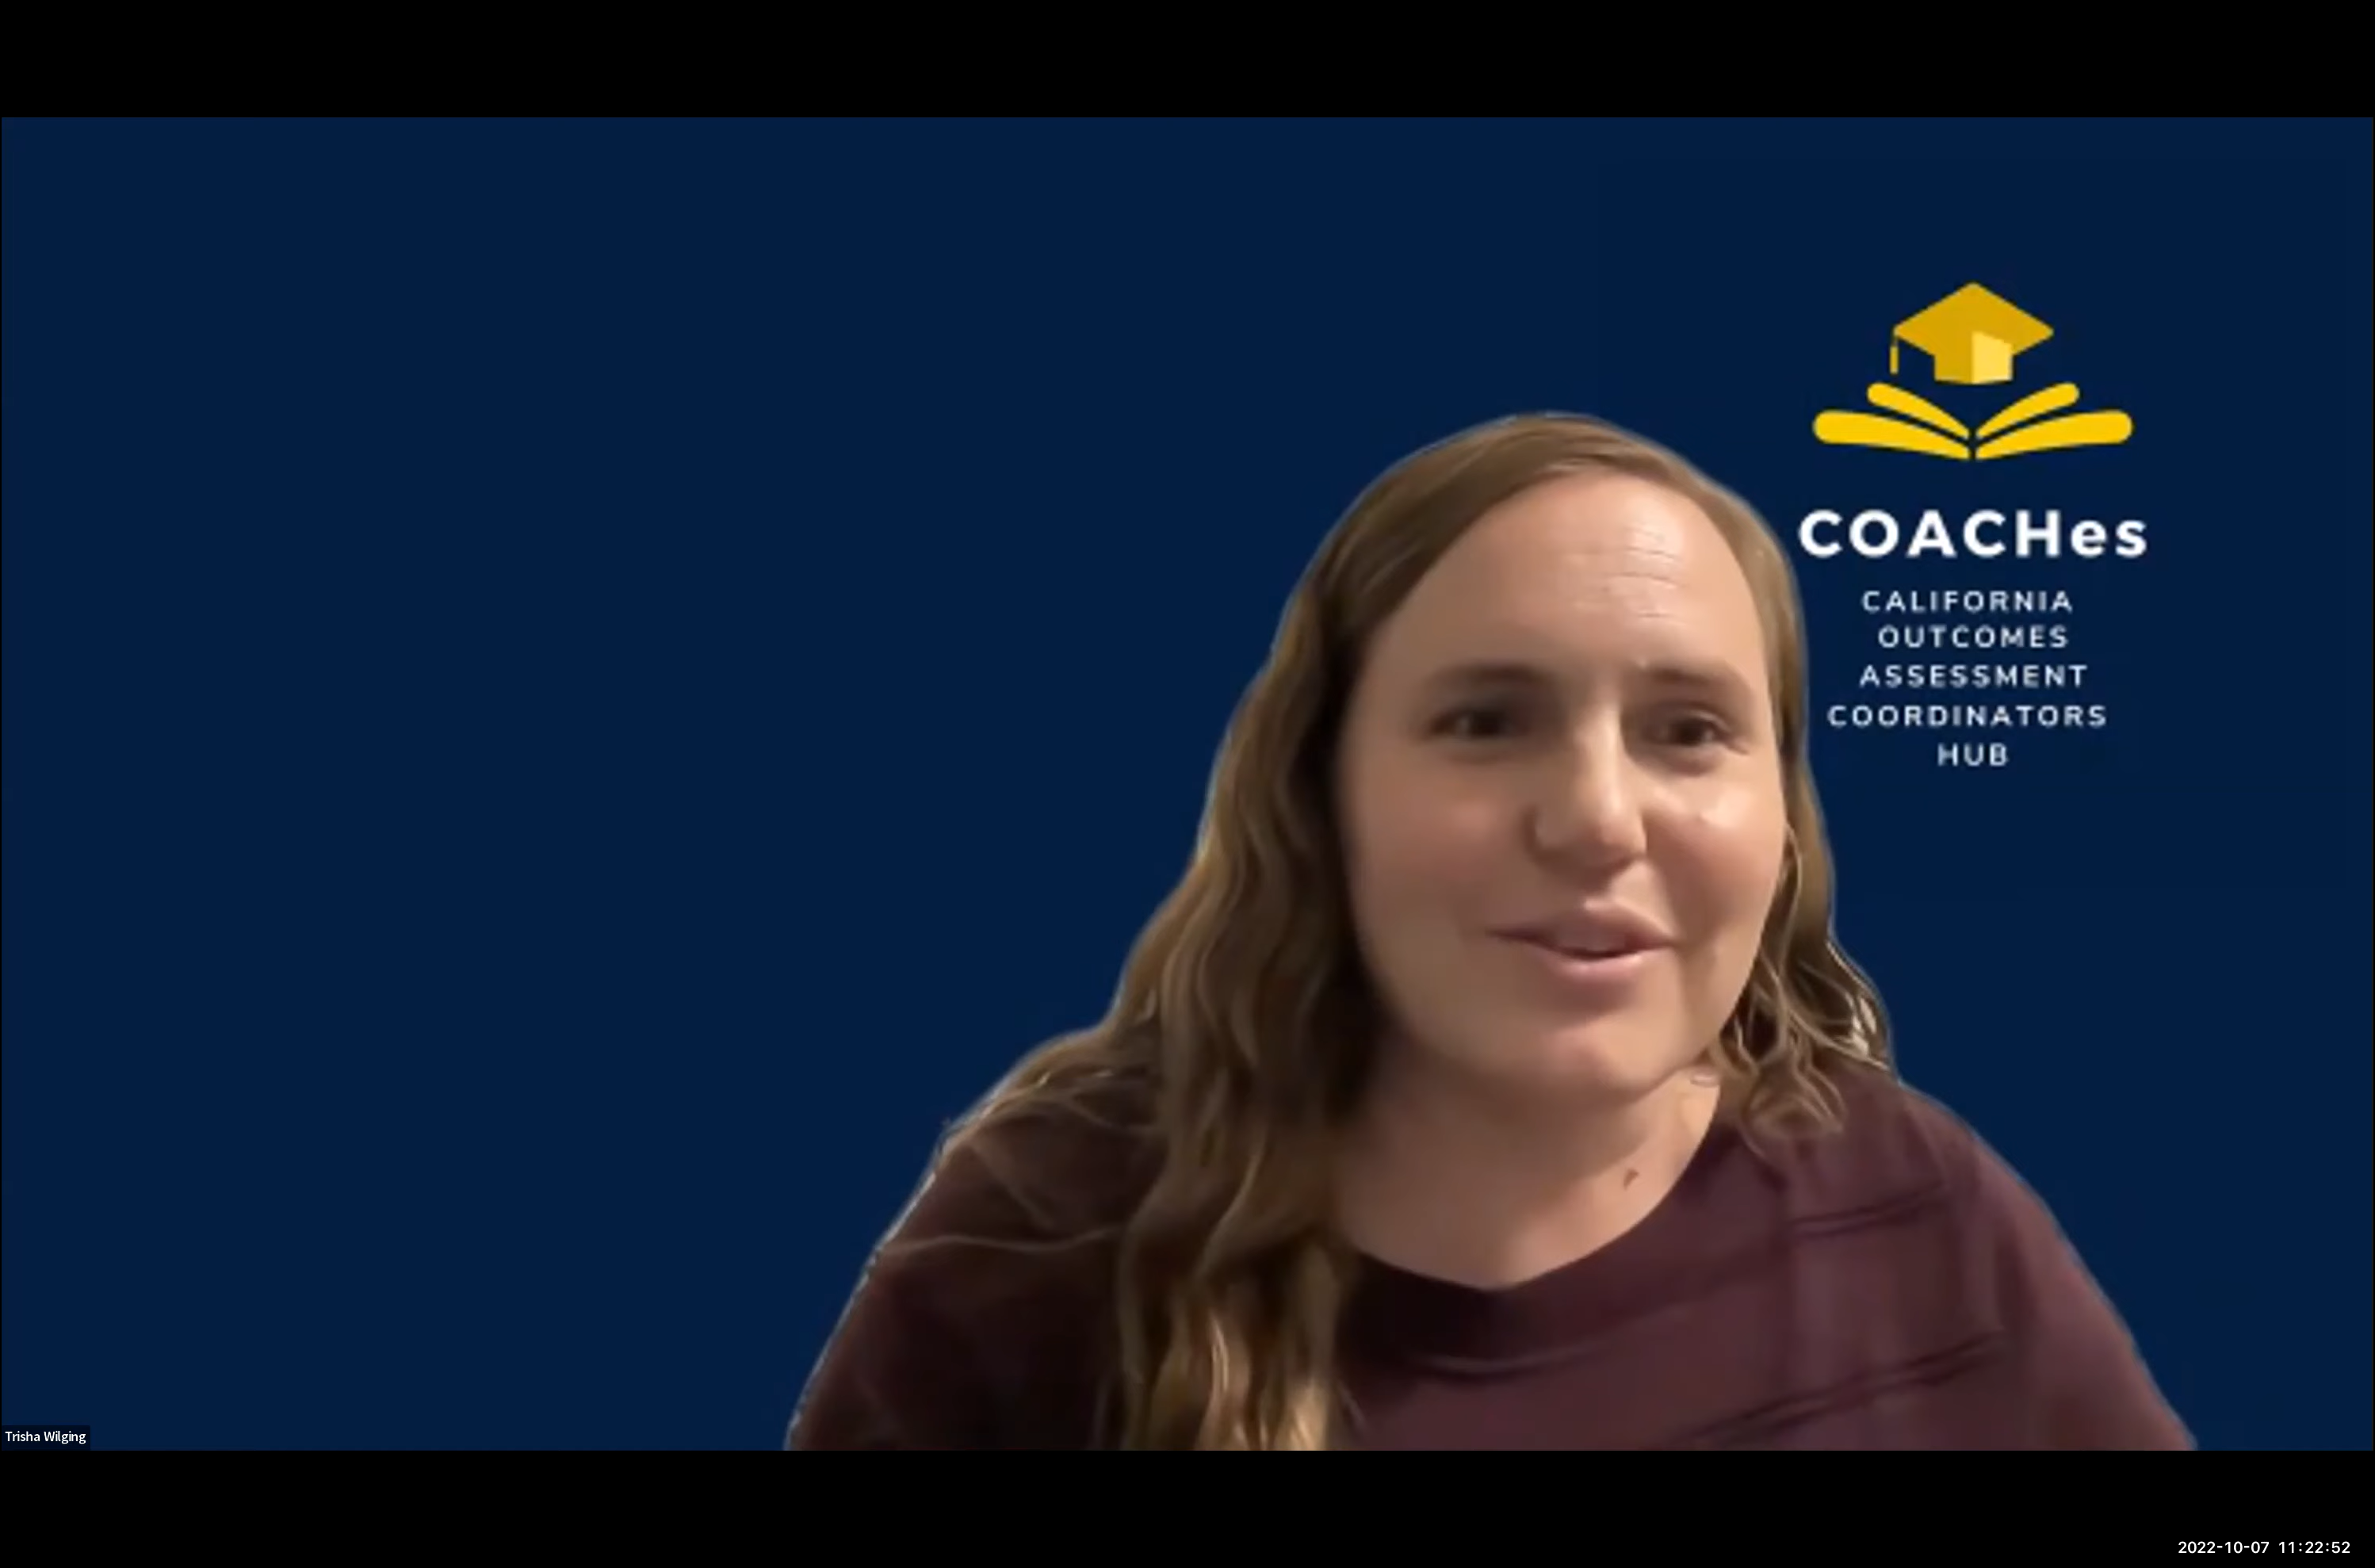 COACHes
CALIFORNIA
OUTCOMES
ASSESSMENT
COORDINATORS
HUB
Trisha Wilging
2022-10-07 11:22:52